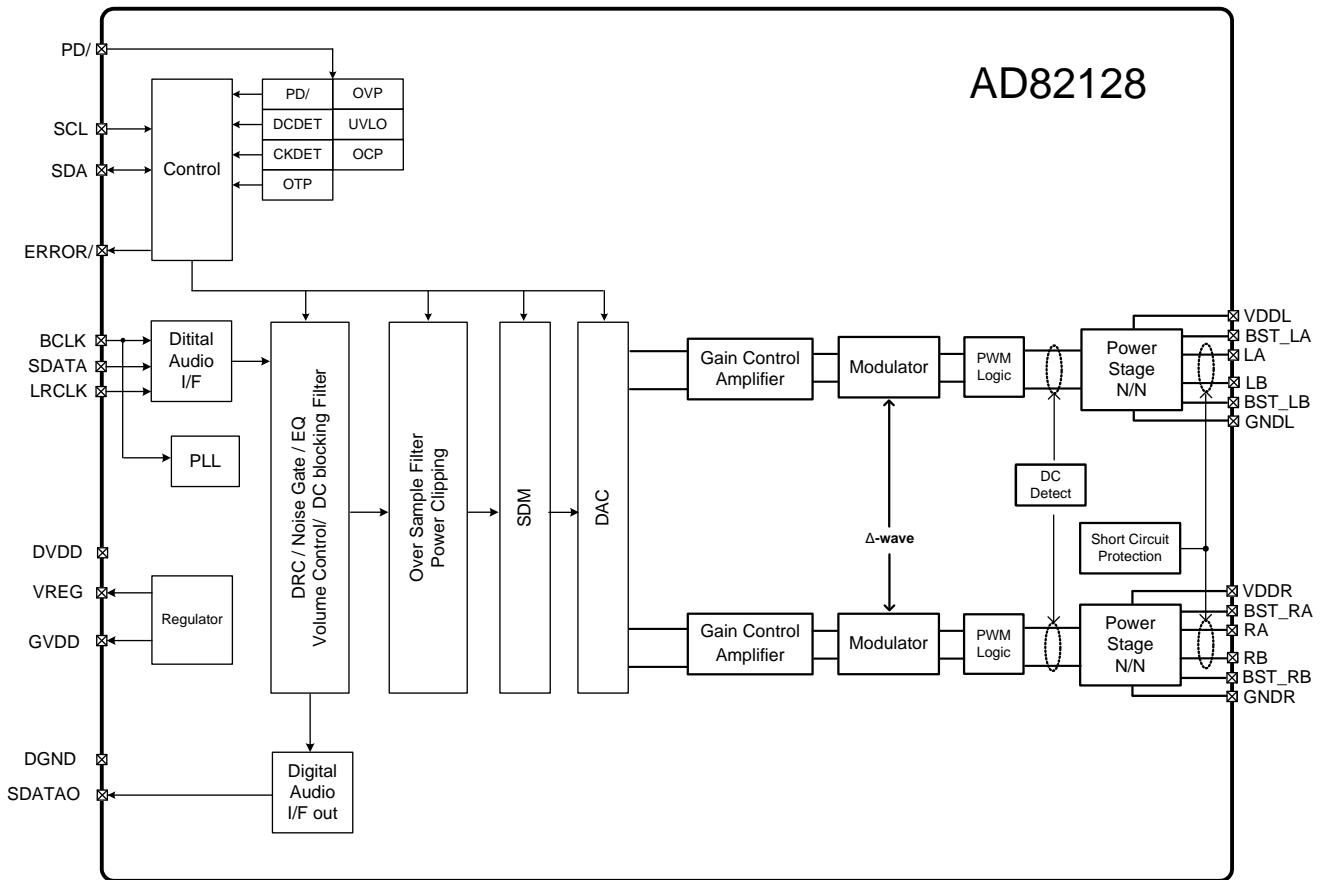 AD82128
PD/
SCL
SDA
ERROR/
Control
PD/
OVP
DCDET
UVLO
CKDET
OCP
OTP
BCLK
SDATA
LRCLK
Ditital
Audio
I/F
PLL
DVDD
VREG
GVDD
Regulator
DGND
SDATAO
DRC / Noise Gate / EQ
Volume Control/ DC blocking Filter
Over Sample Filter
Power Clipping
SDM
DAC
Digital
Audio
I/F out
Gain Control
Amplifier
Modulator
PWM
Logic
Power
Stage
N/N
VDDL
BST_LA
LA
LB
BST_LB
GNDL
DC
Detect
Δ-wave
Short Circuit
Protection
Gain Control
Amplifier
Modulator
PWM
Logic
Power
Stage
N/N
VDDR
BST_RA
RA
RB
BST_RB
GNDR